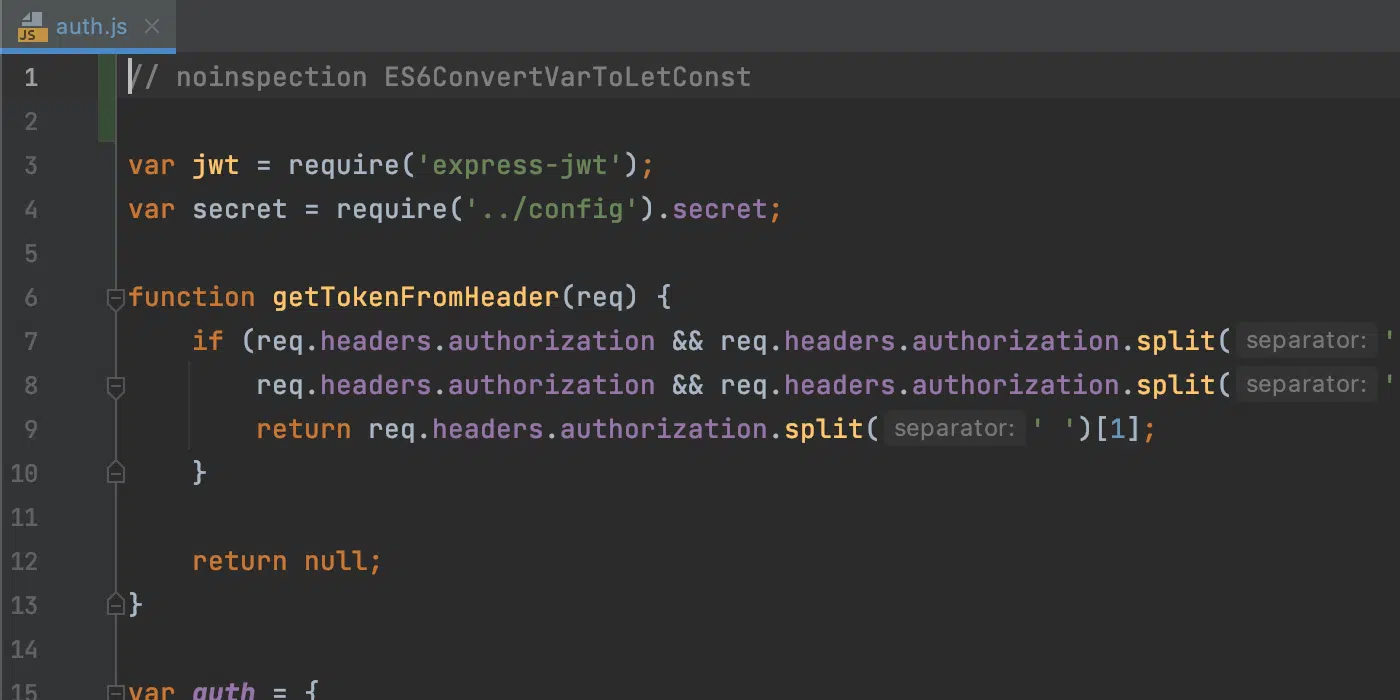 JS auth.js
1 // noinspection ES6ConvertVarToLetConst
2
3 var jwt = require('express-jwt');
4 var secret = require('../config').secret;
5
6 function getTokenFromHeader(req) {
7 if (req.headers.authorization && req.headers.authorization.split( separator: '
8 req.headers.authorization && req.headers.authorization.split( separator: '
9 return req.headers.authorization.split( separator: ' ')[1];
10 }
11
12 return null;
13 }
14
15 var auth = {